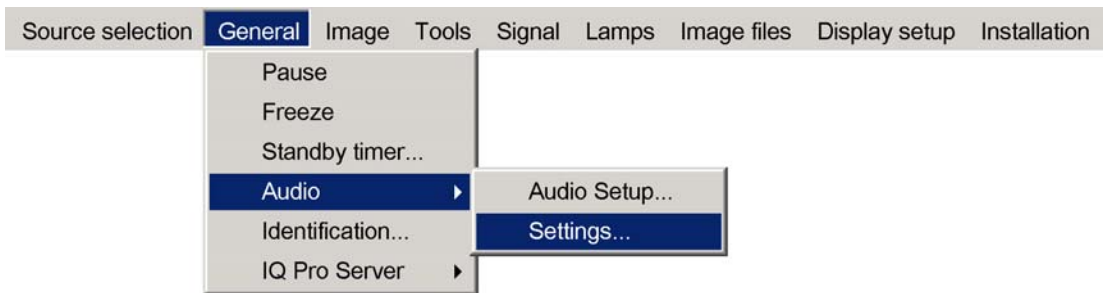 Source selection General Image Tools Signal Lamps Image files Display setup Installation
Pause
Freeze
Standby timer...
Audio
Audio Setup...
Identification...
Settings...
IQ Pro Server